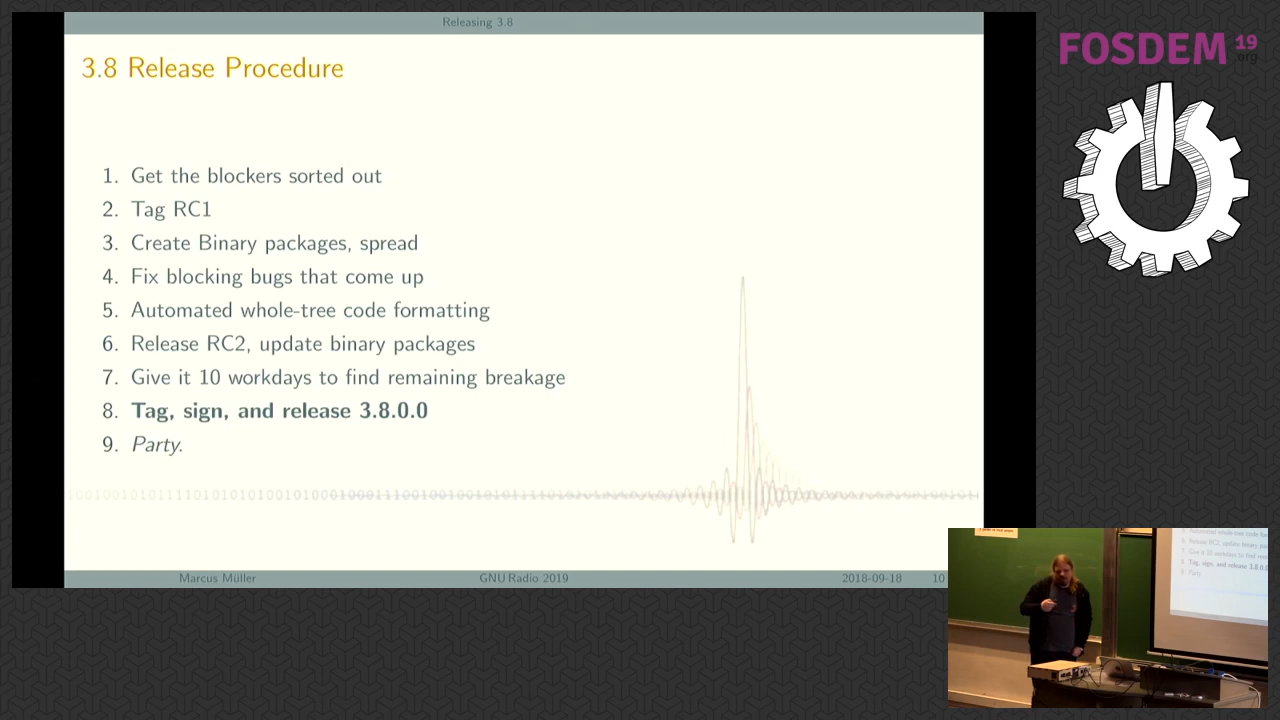 Releasing 3.8
3.8 Release Procedure
1. Get the blockers sorted out
2. Tag RC1
3. Create Binary packages, spread
4. Fix blocking bugs that come up
5. Automated whole-tree code formatting
6. Release RC2, update binary packages
7. Give it 10 workdays to find remaining breakage
8. Tag, sign, and release 3.8.0.0
9. Party.
Marcus Müller
GNU Radio 2019
2018-09-18
10
FOSDEM 19
.org